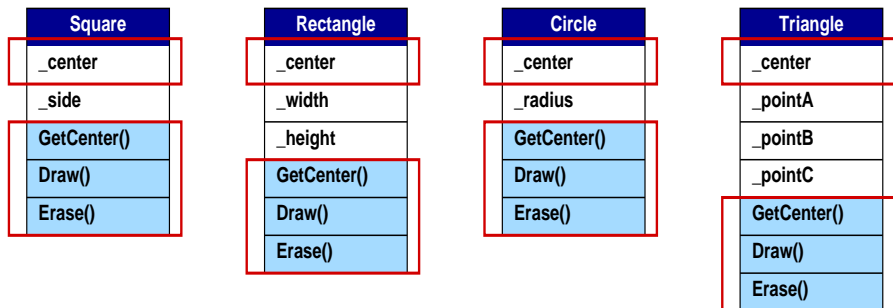 Square
_center
_side
GetCenter()
Draw()
Erase()
Rectangle
_center
_width
_height
GetCenter()
Draw()
Erase()
Circle
_center
_radius
GetCenter()
Draw()
Erase()
Triangle
_center
_pointA
_pointB
_pointC
GetCenter()
Draw()
Erase()